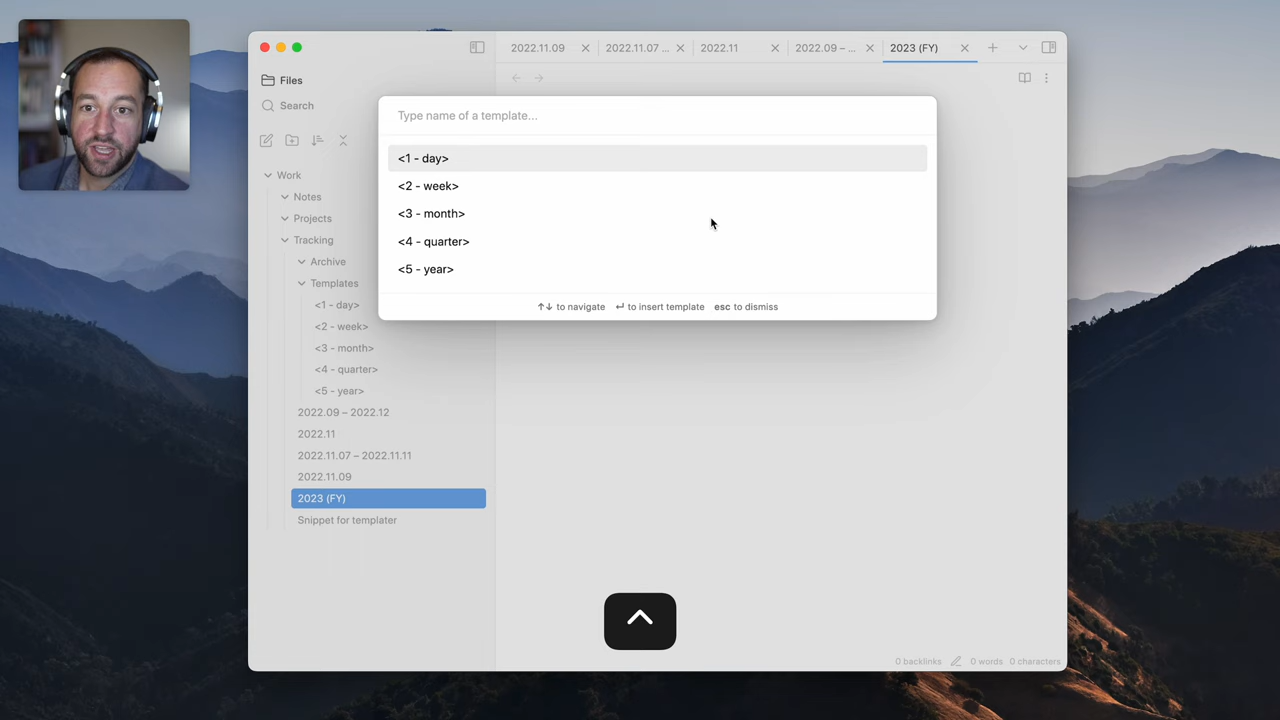 2022.11.09
2022.11.07 ...
2022.11
2022.09 – ...
2023 (FY)
Files
Search
Type name of a template...
<1 - day>
<2 - week>
<3 - month>
<4 - quarter>
<5 - year>
↑↓ to navigate ↵ to insert template esc to dismiss
Work
Notes
Projects
Tracking
Archive
Templates
<1 - day>
<2 - week>
<3 - month>
<4 - quarter>
<5 - year>
2022.09 – 2022.12
2022.11
2022.11.07 – 2022.11.11
2022.11.09
2023 (FY)
Snippet for templater
0 backlinks 0 words 0 characters